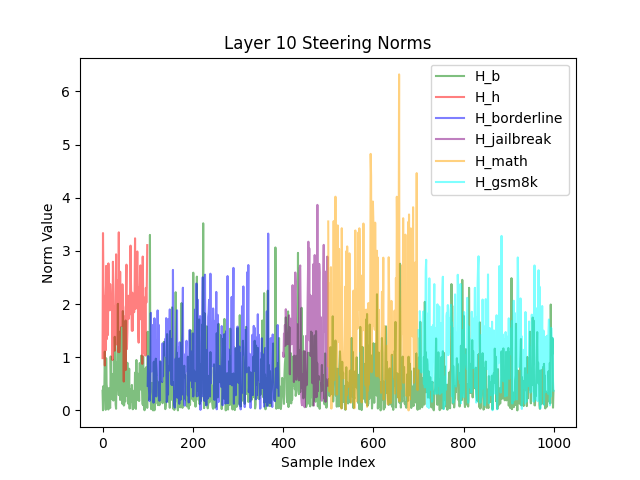 Layer 10 Steering Norms
H_b
H_h
H_borderline
H_jailbreak
H_math
H_gsm8k
Norm Value
6
5
4
3
2
1
0
0 200 400 600 800 1000
Sample Index